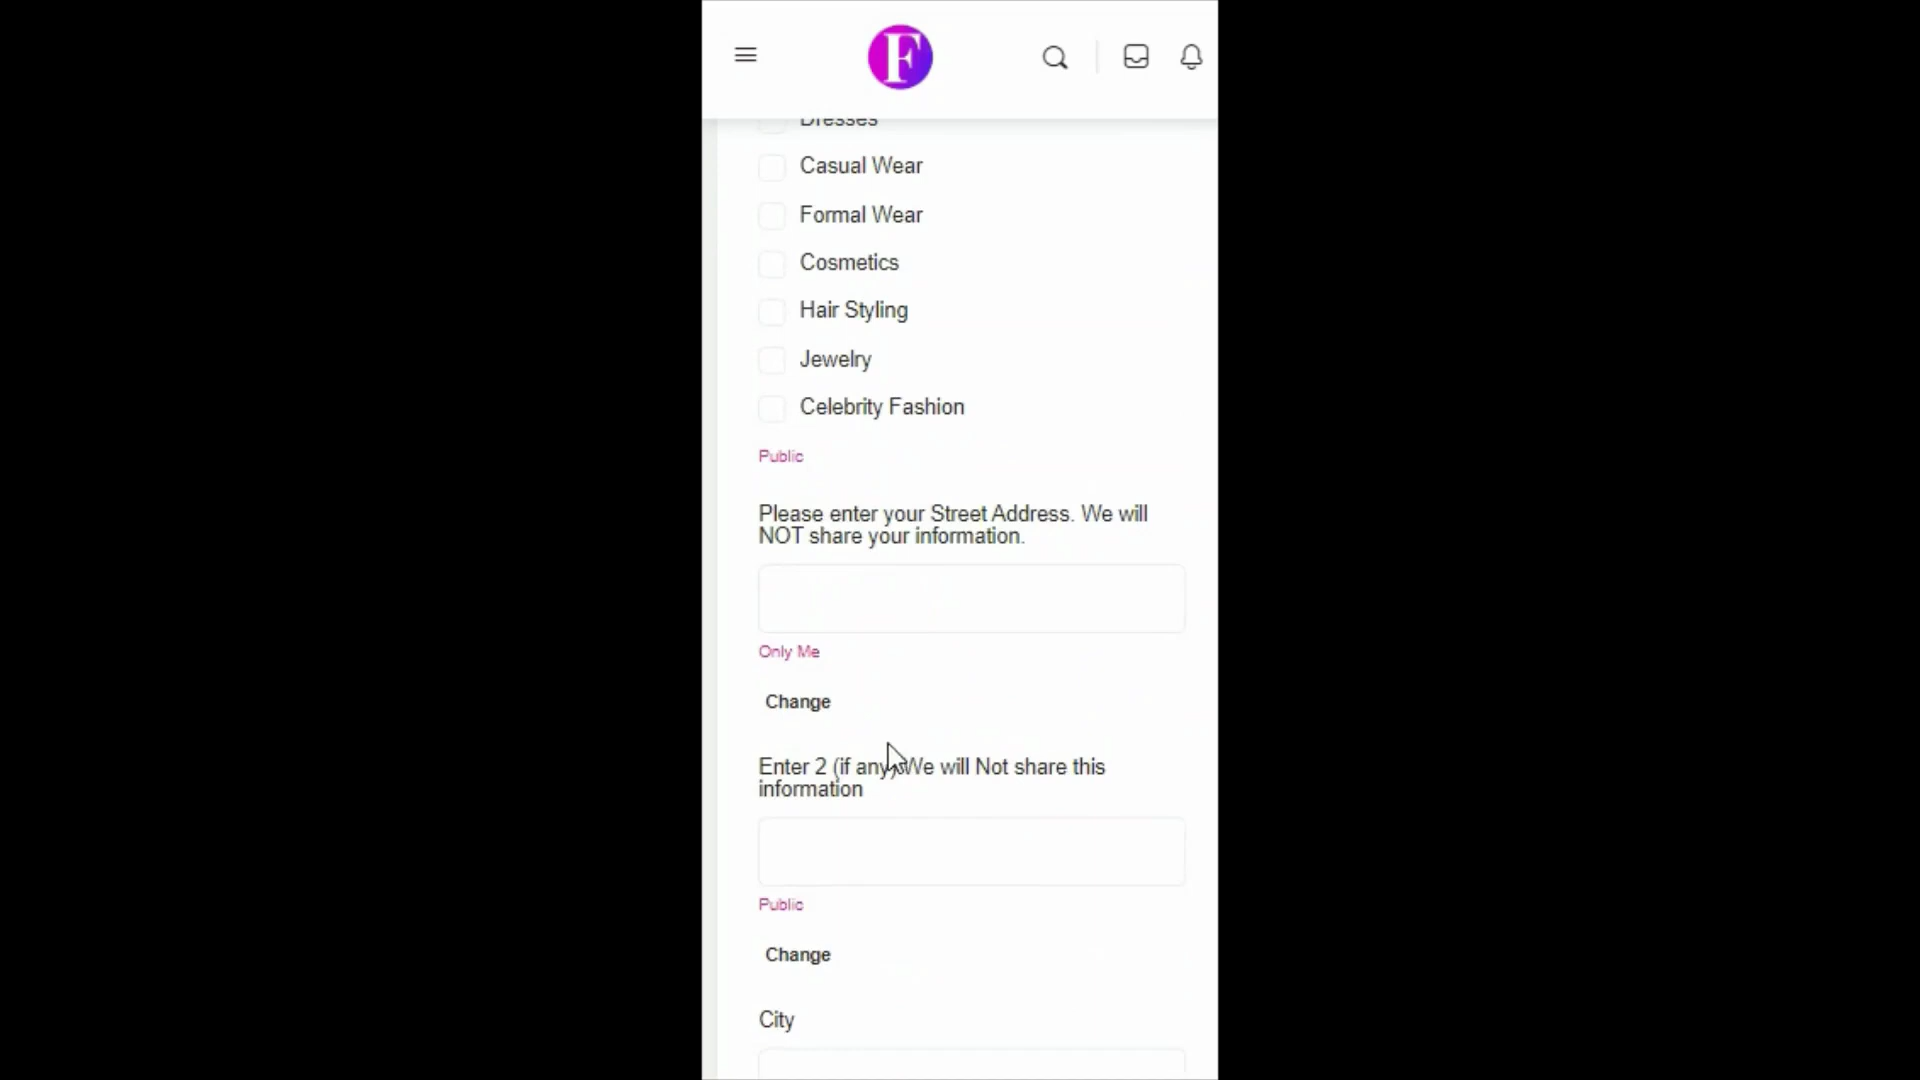 F
Dresses
Casual Wear
Formal Wear
Cosmetics
Hair Styling
Jewelry
Celebrity Fashion
Public
Please enter your Street Address. We will
NOT share your information.
Only Me
Change
Enter 2 (if any) We will Not share this
information
Public
Change
City